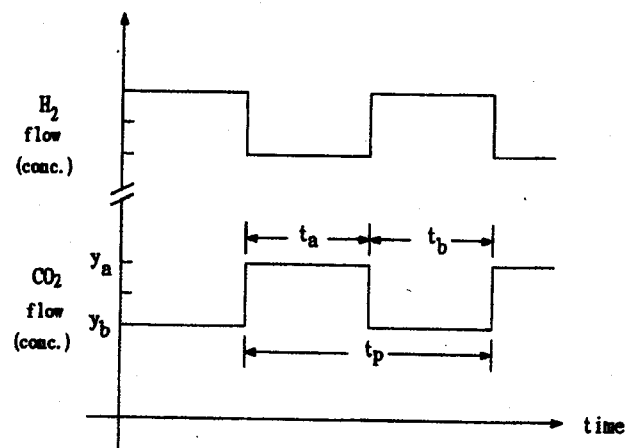 H2
flow
(conc.)
ta
tb
ya
CO2
flow
yb
(conc.)
tp
time